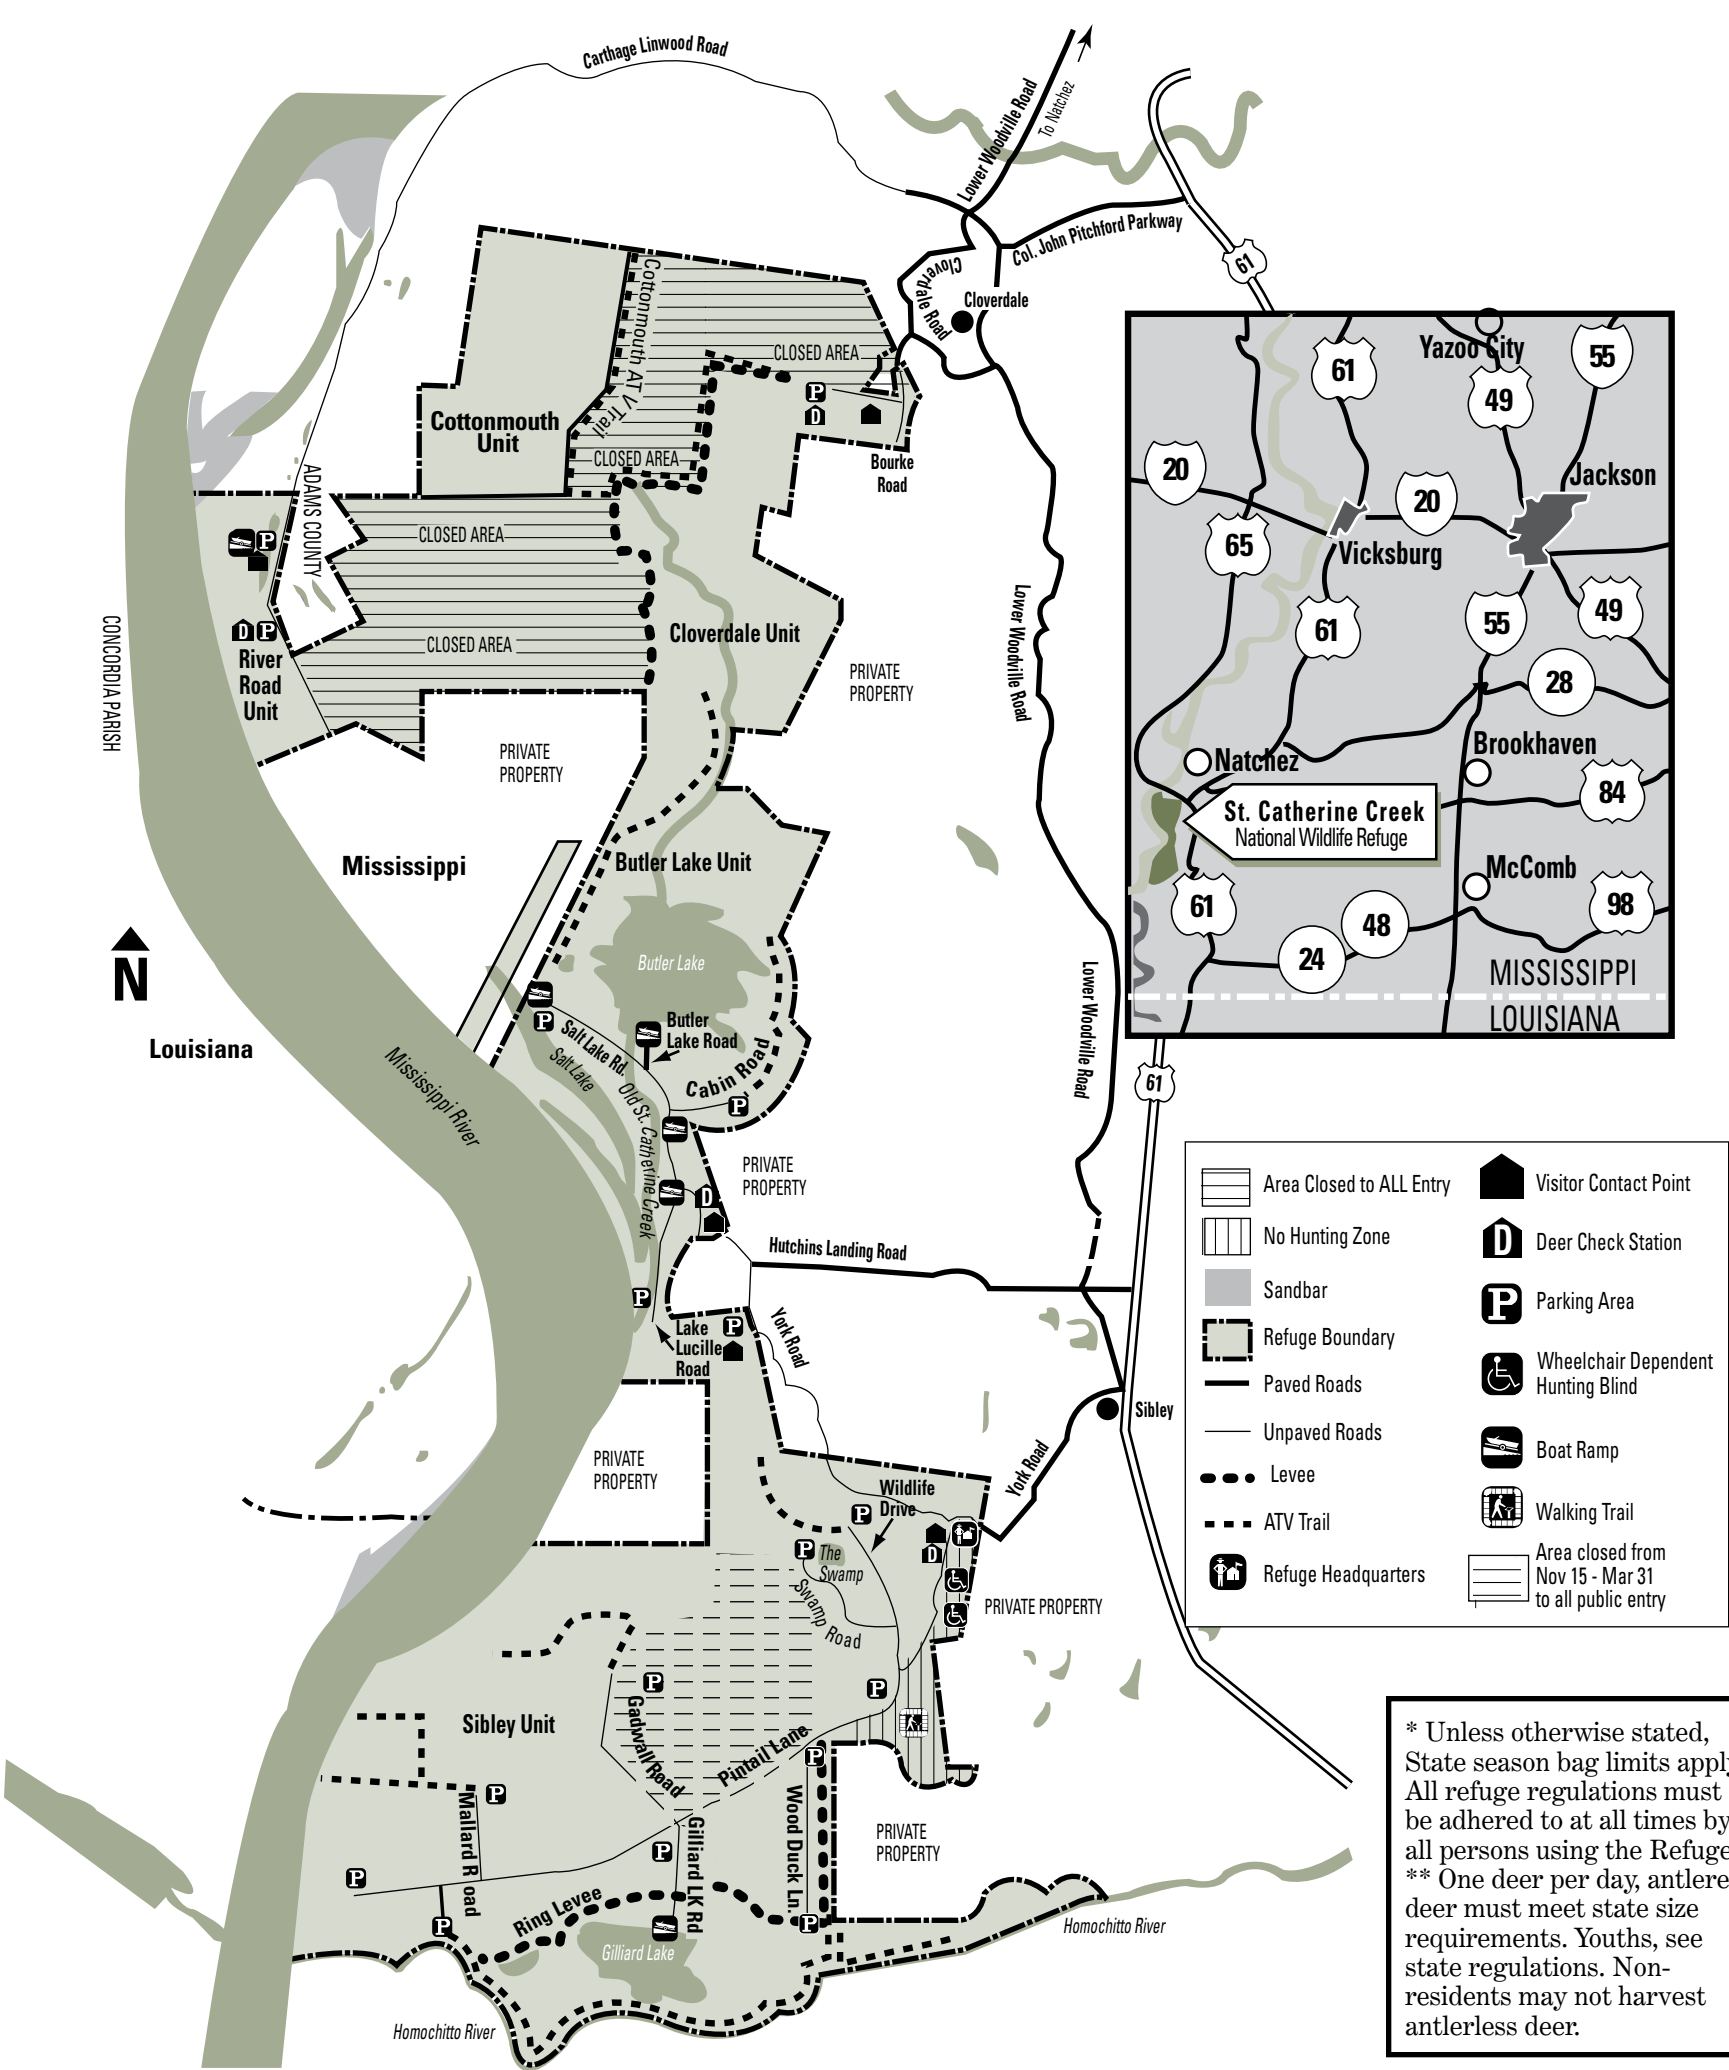 Carthage Linwood Road
Lower Woodville Road
To Natchez
Col. John Pitchford Parkway
61
Cloverdale Road
Cloverdale
Cottonmouth ATV Trail
CLOSED AREA
P
D
Cottonmouth
Unit
CLOSED AREA
Bourke
Road
ADAMS COUNTY
CLOSED AREA
P
D P
River
Road
Unit
CLOSED AREA
Cloverdale Unit
CONCORDIA PARISH
PRIVATE
PROPERTY
Lower Woodville Road
PRIVATE
PROPERTY
Mississippi
Butler Lake Unit
N
Louisiana
Mississippi River
Butler Lake
P
Salt Lake Rd.
Salt Lake
Butler
Lake Road
Cabin Road
P
Old St. Catherine Creek
D
PRIVATE
PROPERTY
Lower Woodville Road
61
Hutchins Landing Road
P
Lake
Lucille
Road
P
York Road
Sibley
York Road
PRIVATE
PROPERTY
Wildlife
Drive
P
P
The
Swamp
Swamp Road
D
PRIVATE PROPERTY
P
Gadwall Road
P
Pintail Lane
Sibley Unit
P
P
Mallard Road
Wood Duck Ln.
Gilliard LK Rd
P
PRIVATE
PROPERTY
P
P
Ring Levee
P
Gilliard Lake
Homochitto River
Homochitto River
Yazoo City
61
55
49
20
Jackson
20
65
Vicksburg
61
55
49
28
Natchez
Brookhaven
84
St. Catherine Creek
National Wildlife Refuge
McComb
61
48
98
24
MISSISSIPPI
LOUISIANA
Area Closed to ALL Entry
No Hunting Zone
Sandbar
Refuge Boundary
Paved Roads
Unpaved Roads
Levee
ATV Trail
Refuge Headquarters
Visitor Contact Point
D Deer Check Station
P Parking Area
Wheelchair Dependent
Hunting Blind
Boat Ramp
Walking Trail
Area closed from
Nov 15 - Mar 31
to all public entry
* Unless otherwise stated,
State season bag limits apply
All refuge regulations must
be adhered to at all times by
all persons using the Refuge
** One deer per day, antlere
deer must meet state size
requirements. Youths, see
state regulations. Non-
residents may not harvest
antlerless deer.